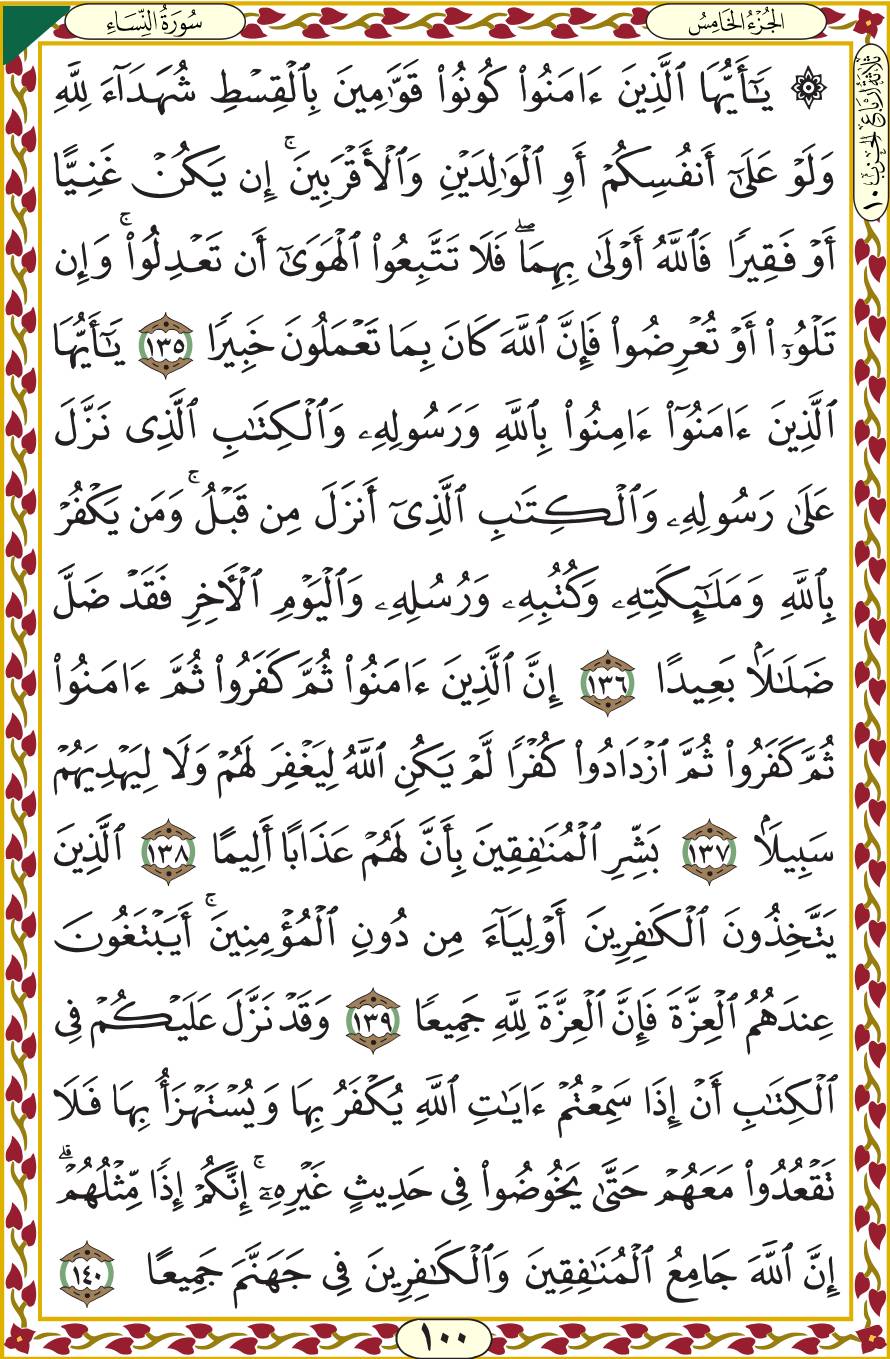 الجُزْءُ الخَامِسُ
سُورَةُ النِّسَاءِ
ثَلَاثَةُ أَرْبَاعِ الحِزْبِ ١٠
۞ يَـٰٓأَيُّهَا ٱلَّذِينَ ءَامَنُوا۟ كُونُوا۟ قَوَّٰمِينَ بِٱلْقِسْطِ شُهَدَآءَ لِلَّهِ
وَلَوْ عَلَىٰٓ أَنفُسِكُمْ أَوِ ٱلْوَٰلِدَيْنِ وَٱلْأَقْرَبِينَ ۚ إِن يَكُنْ غَنِيًّا
أَوْ فَقِيرًا فَٱللَّهُ أَوْلَىٰ بِهِمَا ۖ فَلَا تَتَّبِعُوا۟ ٱلْهَوَىٰٓ أَن تَعْدِلُوا۟ ۚ وَإِن
تَلْوُۥٓا۟ أَوْ تُعْرِضُوا۟ فَإِنَّ ٱللَّهَ كَانَ بِمَا تَعْمَلُونَ خَبِيرًا ١٣٥ يَـٰٓأَيُّهَا
ٱلَّذِينَ ءَامَنُوٓا۟ ءَامِنُوا۟ بِٱللَّهِ وَرَسُولِهِۦ وَٱلْكِتَـٰبِ ٱلَّذِى نَزَّلَ
عَلَىٰ رَسُولِهِۦ وَٱلْكِتَـٰبِ ٱلَّذِىٓ أَنزَلَ مِن قَبْلُ ۚ وَمَن يَكْفُرْ
بِٱللَّهِ وَمَلَـٰٓئِكَتِهِۦ وَكُتُبِهِۦ وَرُسُلِهِۦ وَٱلْيَوْمِ ٱلْـَٔاخِرِ فَقَدْ ضَلَّ
ضَلَـٰلًۢا بَعِيدًا ١٣٦ إِنَّ ٱلَّذِينَ ءَامَنُوا۟ ثُمَّ كَفَرُوا۟ ثُمَّ ءَامَنُوا۟
ثُمَّ كَفَرُوا۟ ثُمَّ ٱزْدَادُوا۟ كُفْرًا لَّمْ يَكُنِ ٱللَّهُ لِيَغْفِرَ لَهُمْ وَلَا لِيَهْدِيَهُمْ
سَبِيلًۢا ١٣٧ بَشِّرِ ٱلْمُنَـٰفِقِينَ بِأَنَّ لَهُمْ عَذَابًا أَلِيمًا ١٣٨ ٱلَّذِينَ
يَتَّخِذُونَ ٱلْكَـٰفِرِينَ أَوْلِيَآءَ مِن دُونِ ٱلْمُؤْمِنِينَ ۚ أَيَبْتَغُونَ
عِندَهُمُ ٱلْعِزَّةَ فَإِنَّ ٱلْعِزَّةَ لِلَّهِ جَمِيعًا ١٣٩ وَقَدْ نَزَّلَ عَلَيْكُمْ فِى
ٱلْكِتَـٰبِ أَنْ إِذَا سَمِعْتُمْ ءَايَـٰتِ ٱللَّهِ يُكْفَرُ بِهَا وَيُسْتَهْزَأُ بِهَا فَلَا
تَقْعُدُوا۟ مَعَهُمْ حَتَّىٰ يَخُوضُوا۟ فِى حَدِيثٍ غَيْرِهِۦٓ ۚ إِنَّكُمْ إِذًا مِّثْلُهُمْ ۗ
إِنَّ ٱللَّهَ جَامِعُ ٱلْمُنَـٰفِقِينَ وَٱلْكَـٰفِرِينَ فِى جَهَنَّمَ جَمِيعًا ١٤٠
١٠٠